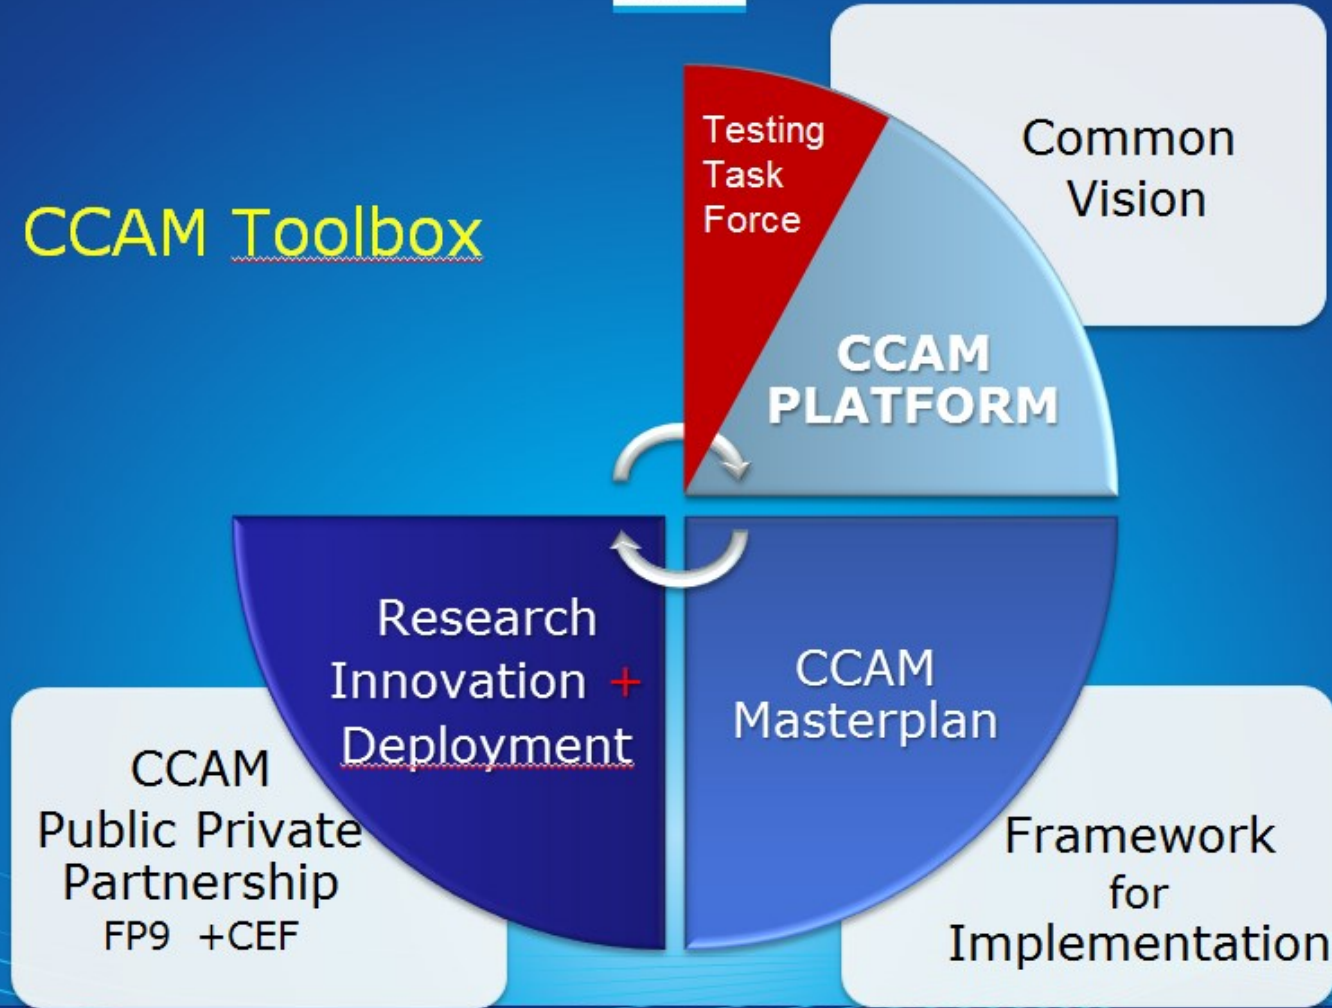 CCAM Toolbox
Testing
Task
Force
CCAM
PLATFORM
Common
Vision
Research
Innovation +
Deployment
CCAM
Masterplan
CCAM
Public Private
Partnership
FP9 +CEF
Framework
for
Implementation